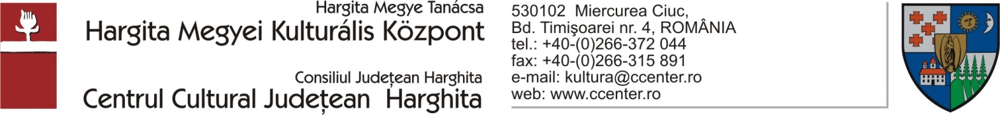 Hargita Megye Tanácsa
Hargita Megyei Kulturális Központ
Consiliul Județean Harghita
Centrul Cultural Județean Harghita
530102 Miercurea Ciuc,
Bd. Timişoarei nr. 4, ROMÂNIA
tel.: +40-(0)266-372 044
fax: +40-(0)266-315 891
e-mail: kultura@ccenter.ro
web: www.ccenter.ro